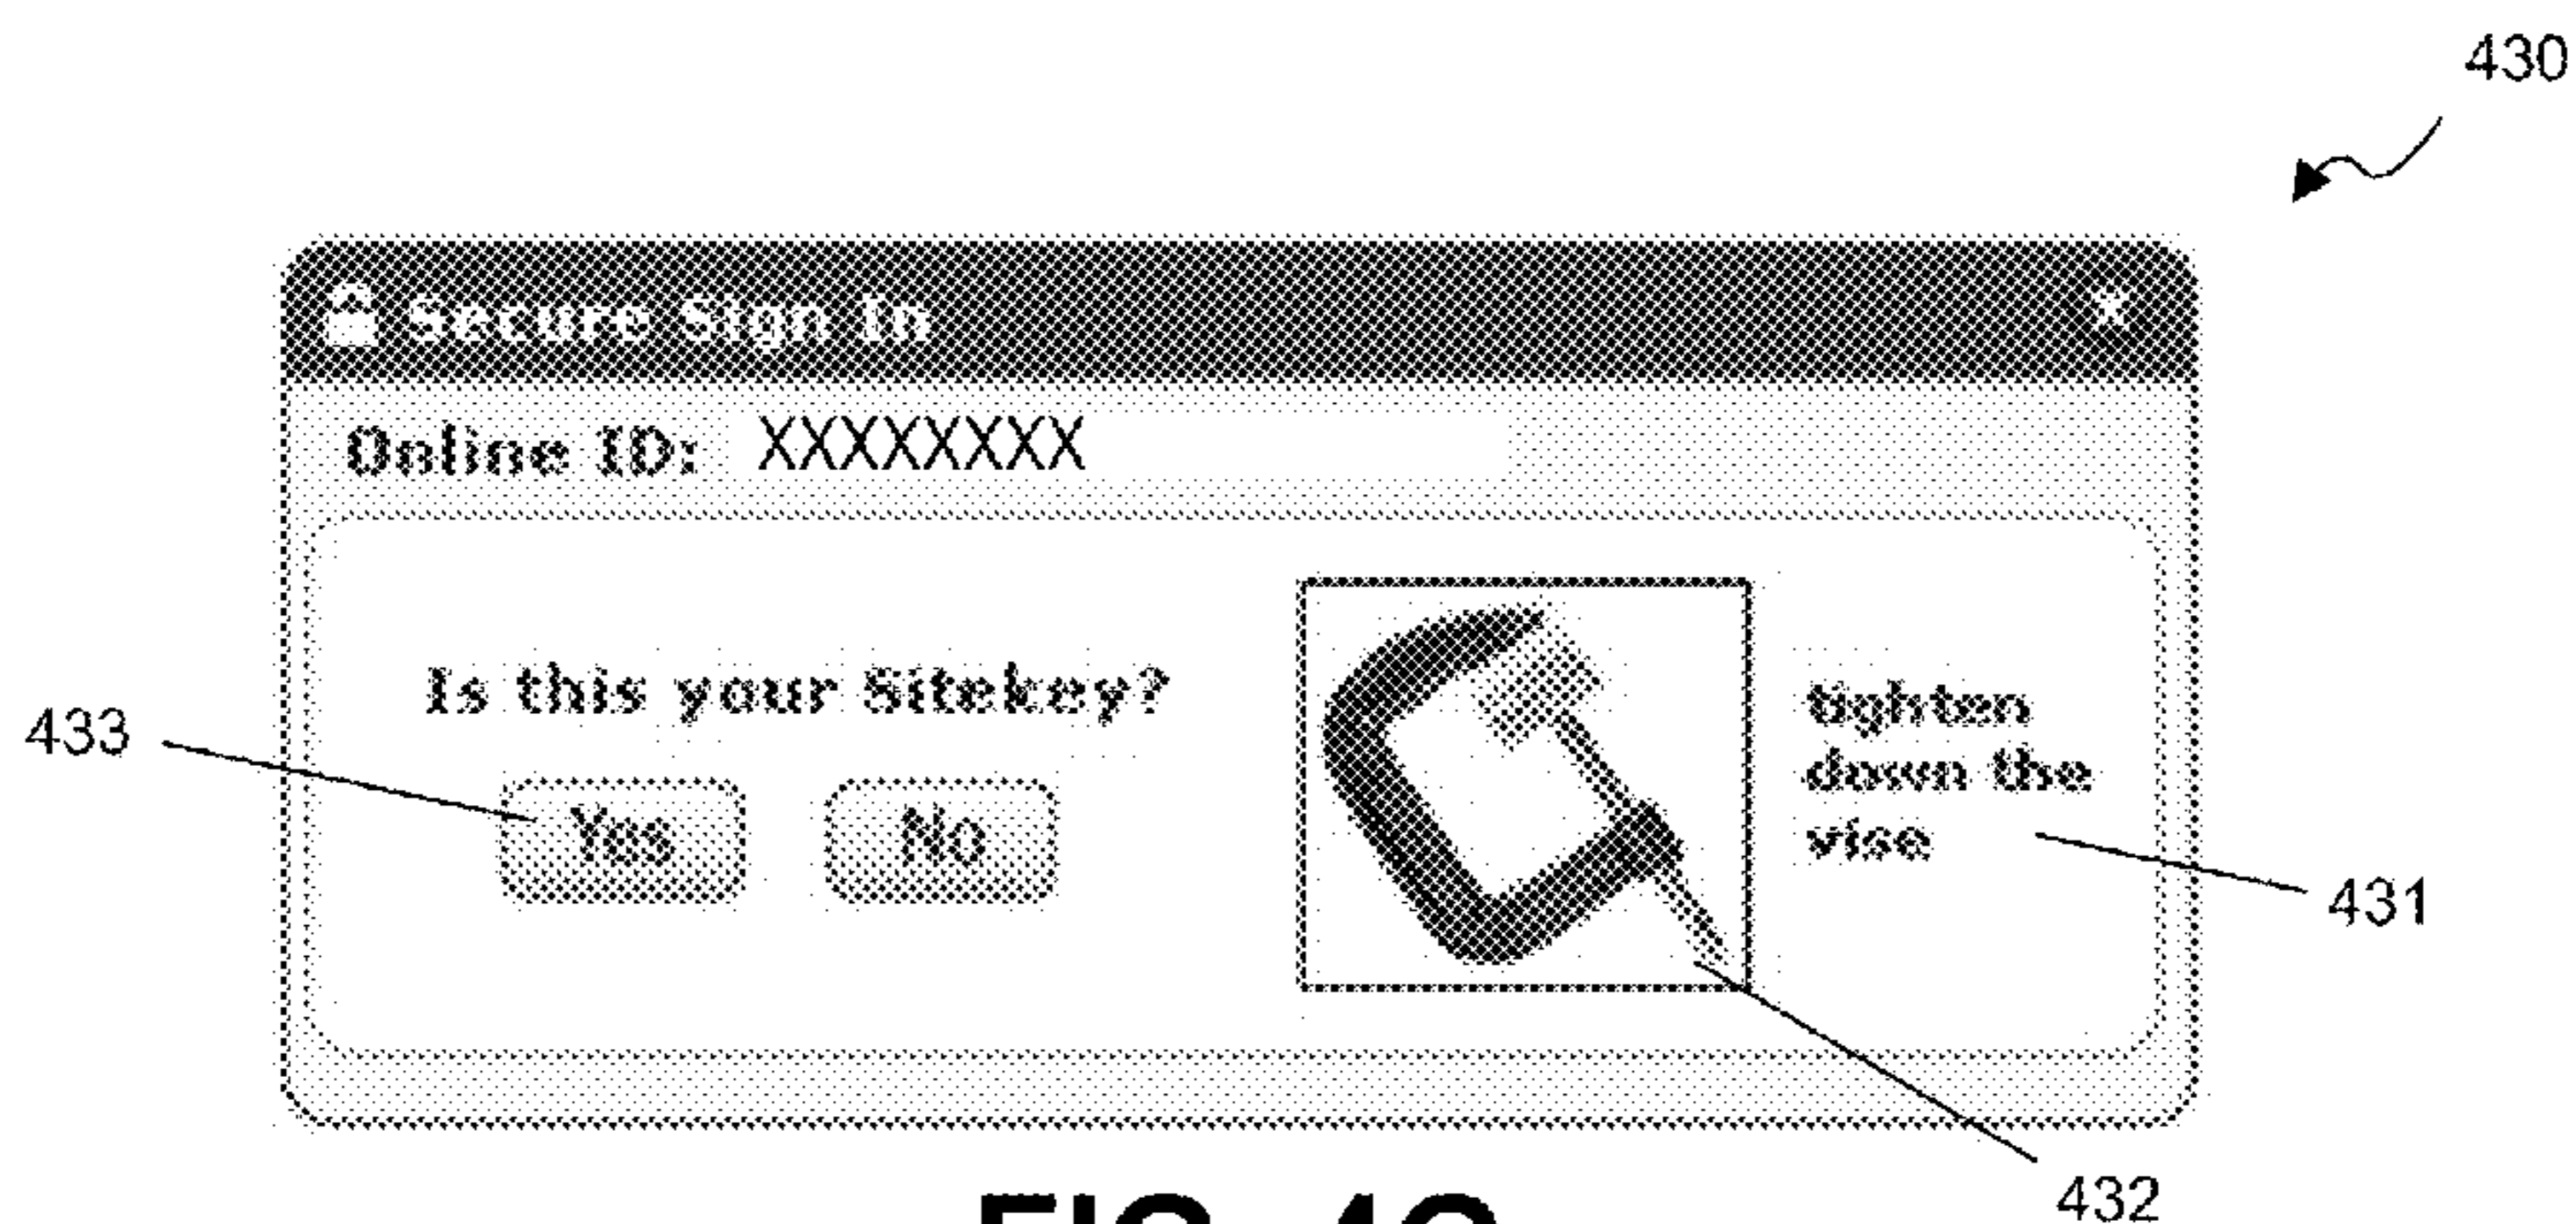 430
Secure Sign In x
Online ID: XXXXXXXX
Is this your Sitekey?
Yes No
tighten
down the
vise
433
431
432